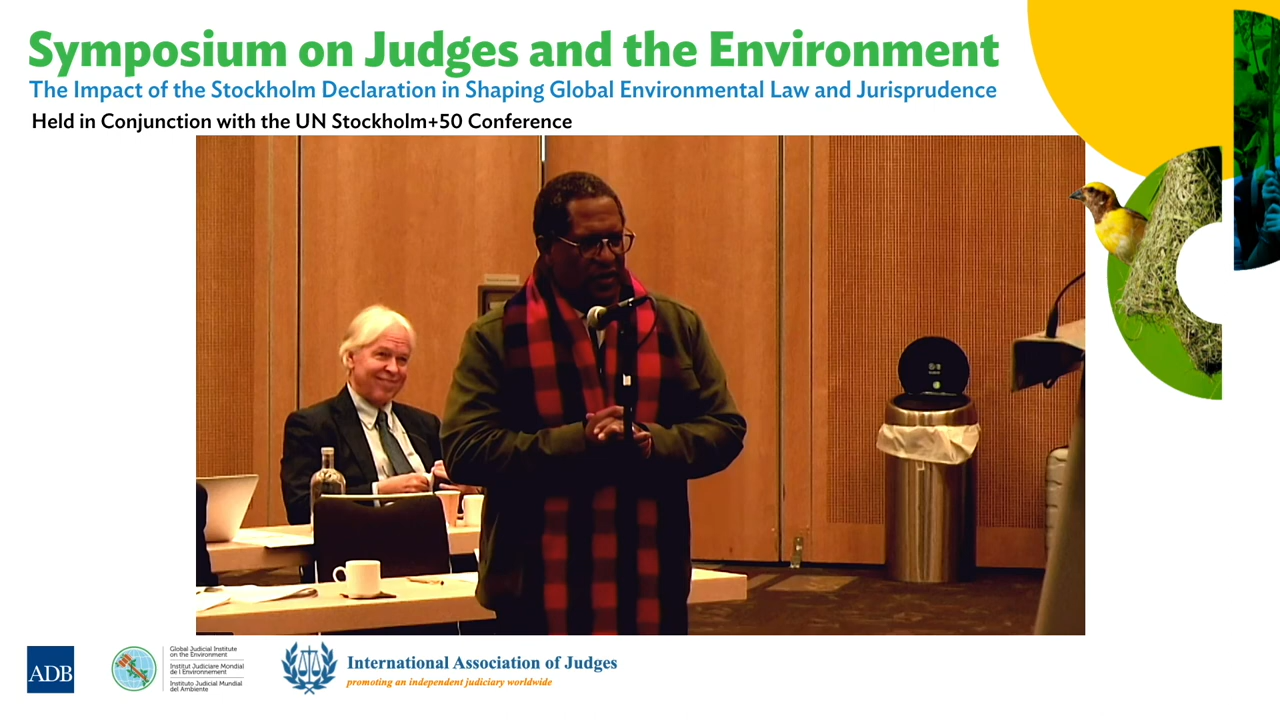 Symposium on Judges and the Environment
The Impact of the Stockholm Declaration in Shaping Global Environmental Law and Jurisprudence
Held in Conjunction with the UN Stockholm+50 Conference
ADB
Global Judicial Institute
on the Environment
Institut Judiciaire Mondial
de l Environnement
Instituto Judicial Mundial
del Ambiente
International Association of Judges
promoting an independent judiciary worldwide